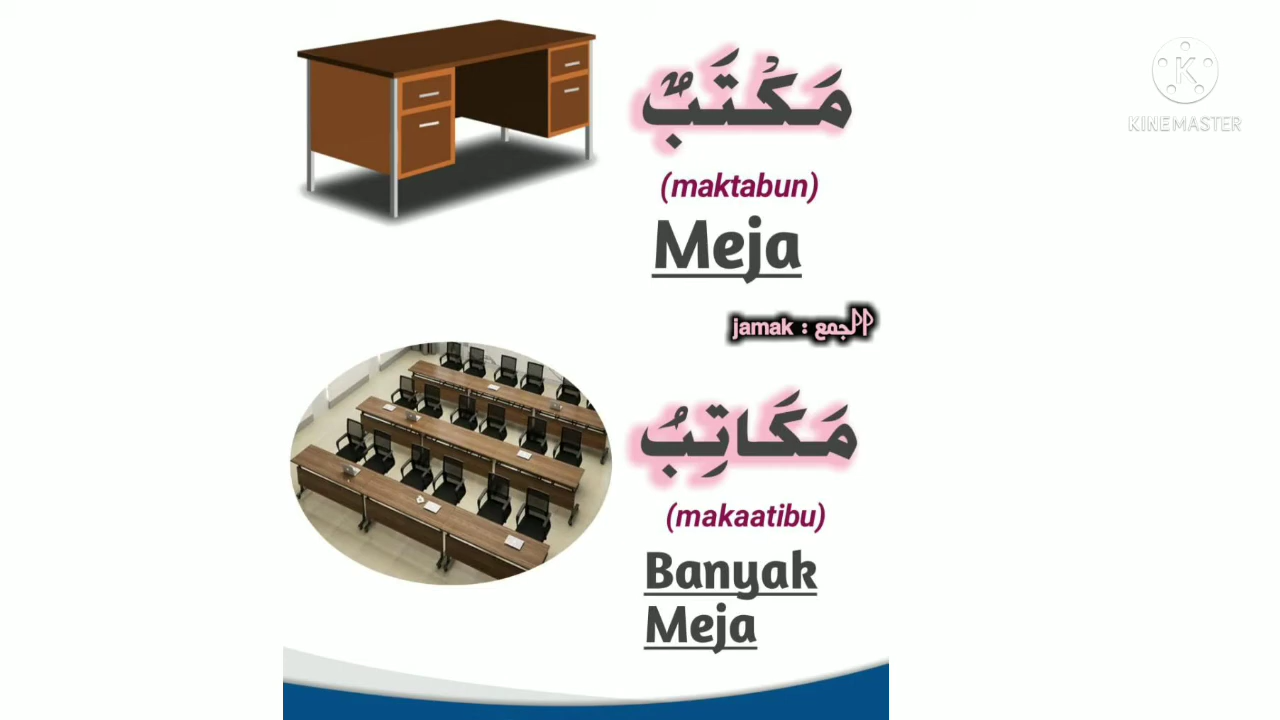 مَكْتَبٌ
(maktabun)
Meja
jamak : الجمع
مَكَاتِبُ
(makaatibu)
Banyak
Meja
KINEMASTER